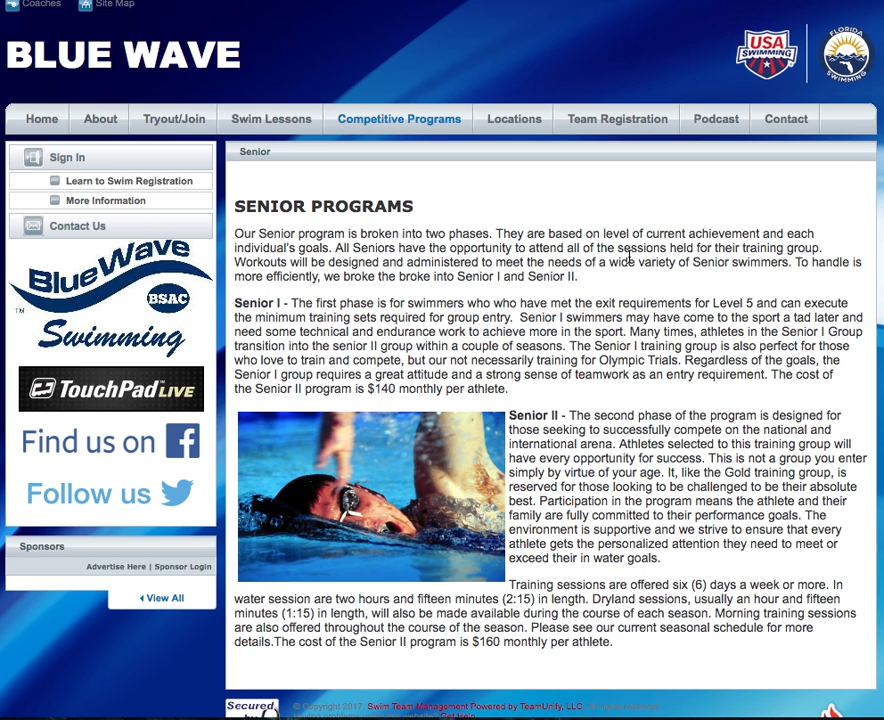 Coaches Site Map
BLUE WAVE
USA
SWIMMING
FLORIDA
SWIMMING
Home About Tryout/Join Swim Lessons Competitive Programs Locations Team Registration Podcast Contact
Sign In
Learn to Swim Registration
More Information
Contact Us
Blue Wave
BSAC
TM
Swimming
TouchPad LIVE
Find us on
Follow us
Sponsors
Advertise Here | Sponsor Login
View All
Senior
SENIOR PROGRAMS
Our Senior program is broken into two phases. They are based on level of current achievement and each
individual's goals. All Seniors have the opportunity to attend all of the sessions held for their training group.
Workouts will be designed and administered to meet the needs of a wide variety of Senior swimmers. To handle is
more efficiently, we broke the broke into Senior I and Senior II.
Senior I - The first phase is for swimmers who who have met the exit requirements for Level 5 and can execute
the minimum training sets required for group entry. Senior I swimmers may have come to the sport a tad later and
need some technical and endurance work to achieve more in the sport. Many times, athletes in the Senior I Group
transition into the senior II group within a couple of seasons. The Senior I training group is also perfect for those
who love to train and compete, but our not necessarily training for Olympic Trials. Regardless of the goals, the
Senior I group requires a great attitude and a strong sense of teamwork as an entry requirement. The cost of
the Senior II program is $140 monthly per athlete.
Senior II - The second phase of the program is designed for
those seeking to successfully compete on the national and
international arena. Athletes selected to this training group will
have every opportunity for success. This is not a group you enter
simply by virtue of your age. It, like the Gold training group, is
reserved for those looking to be challenged to be their absolute
best. Participation in the program means the athlete and their
family are fully committed to their performance goals. The
environment is supportive and we strive to ensure that every
athlete gets the personalized attention they need to meet or
exceed their in water goals.
Training sessions are offered six (6) days a week or more. In
water session are two hours and fifteen minutes (2:15) in length. Dryland sessions, usually an hour and fifteen
minutes (1:15) in length, will also be made available during the course of each season. Morning training sessions
are also offered throughout the course of the season. Please see our current seasonal schedule for more
details.The cost of the Senior II program is $160 monthly per athlete.
Secured
by
© Copyright 2017, Swim Team Management Powered by TeamUnify, LLC. All rights reserved.
Get Help